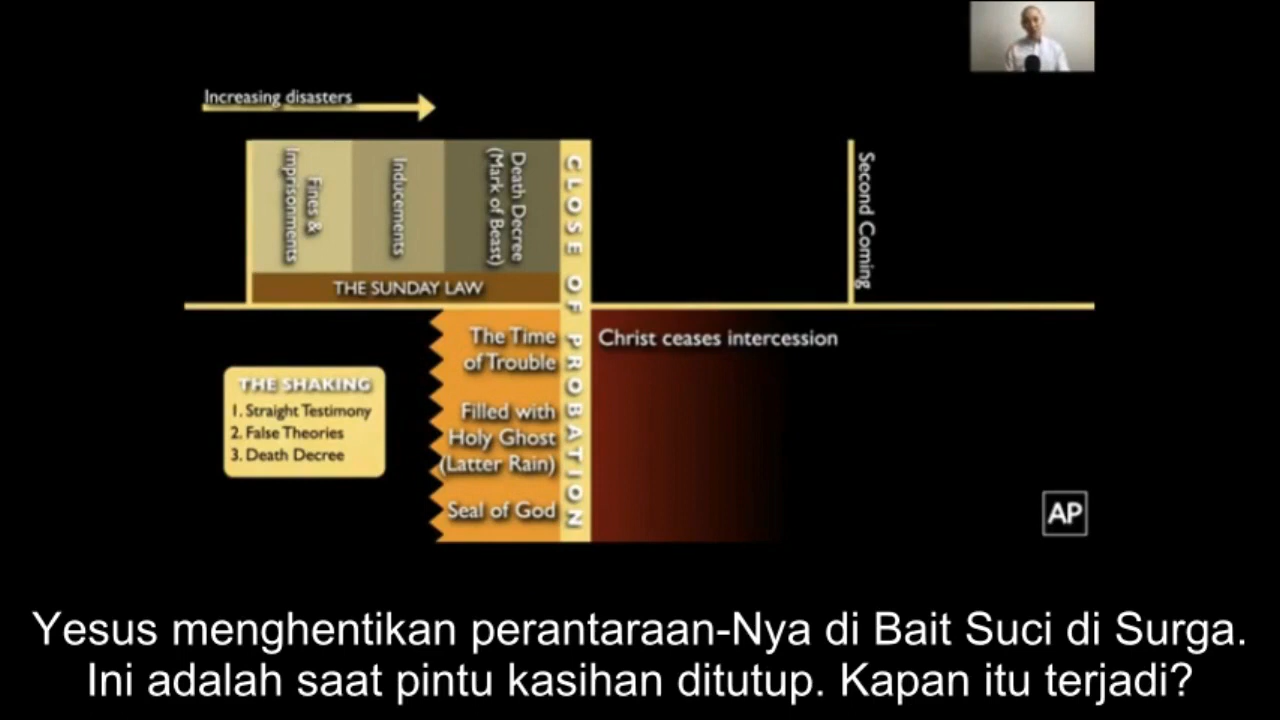 Increasing disasters
Fines &
Imprisonments
Inducements
Death Decree
(Mark of Beast)
CLOSE OF PROBATION
Second Coming
THE SUNDAY LAW
The Time
of Trouble
Christ ceases intercession
THE SHAKING
1. Straight Testimony
2. False Theories
3. Death Decree
Filled with
Holy Ghost
(Latter Rain)
Seal of God
AP
Yesus menghentikan perantaraan-Nya di Bait Suci di Surga.
Ini adalah saat pintu kasihan ditutup. Kapan itu terjadi?